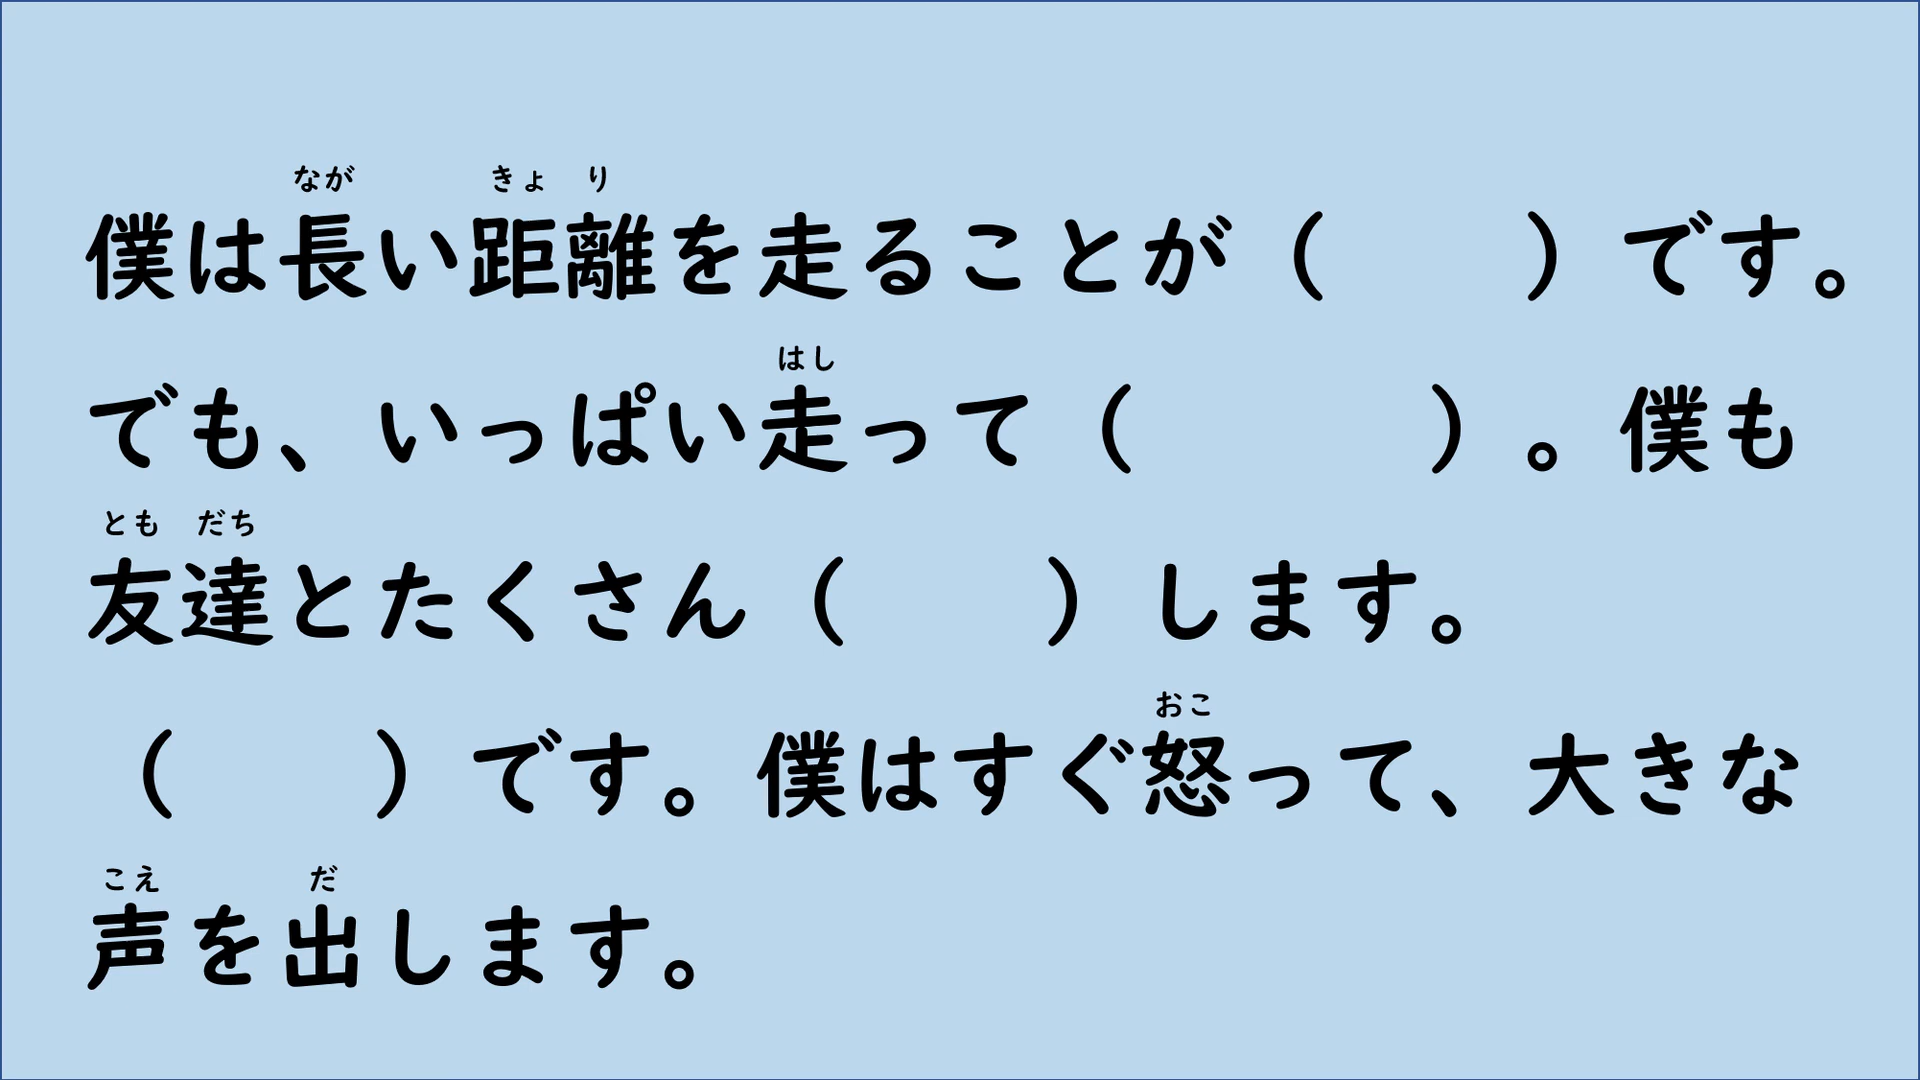 僕は長い距離を走ることが（　　）です。
でも、いっぱい走って（　　　）。僕も
友達とたくさん（　　）します。
（　　）です。僕はすぐ怒って、大きな
声を出します。